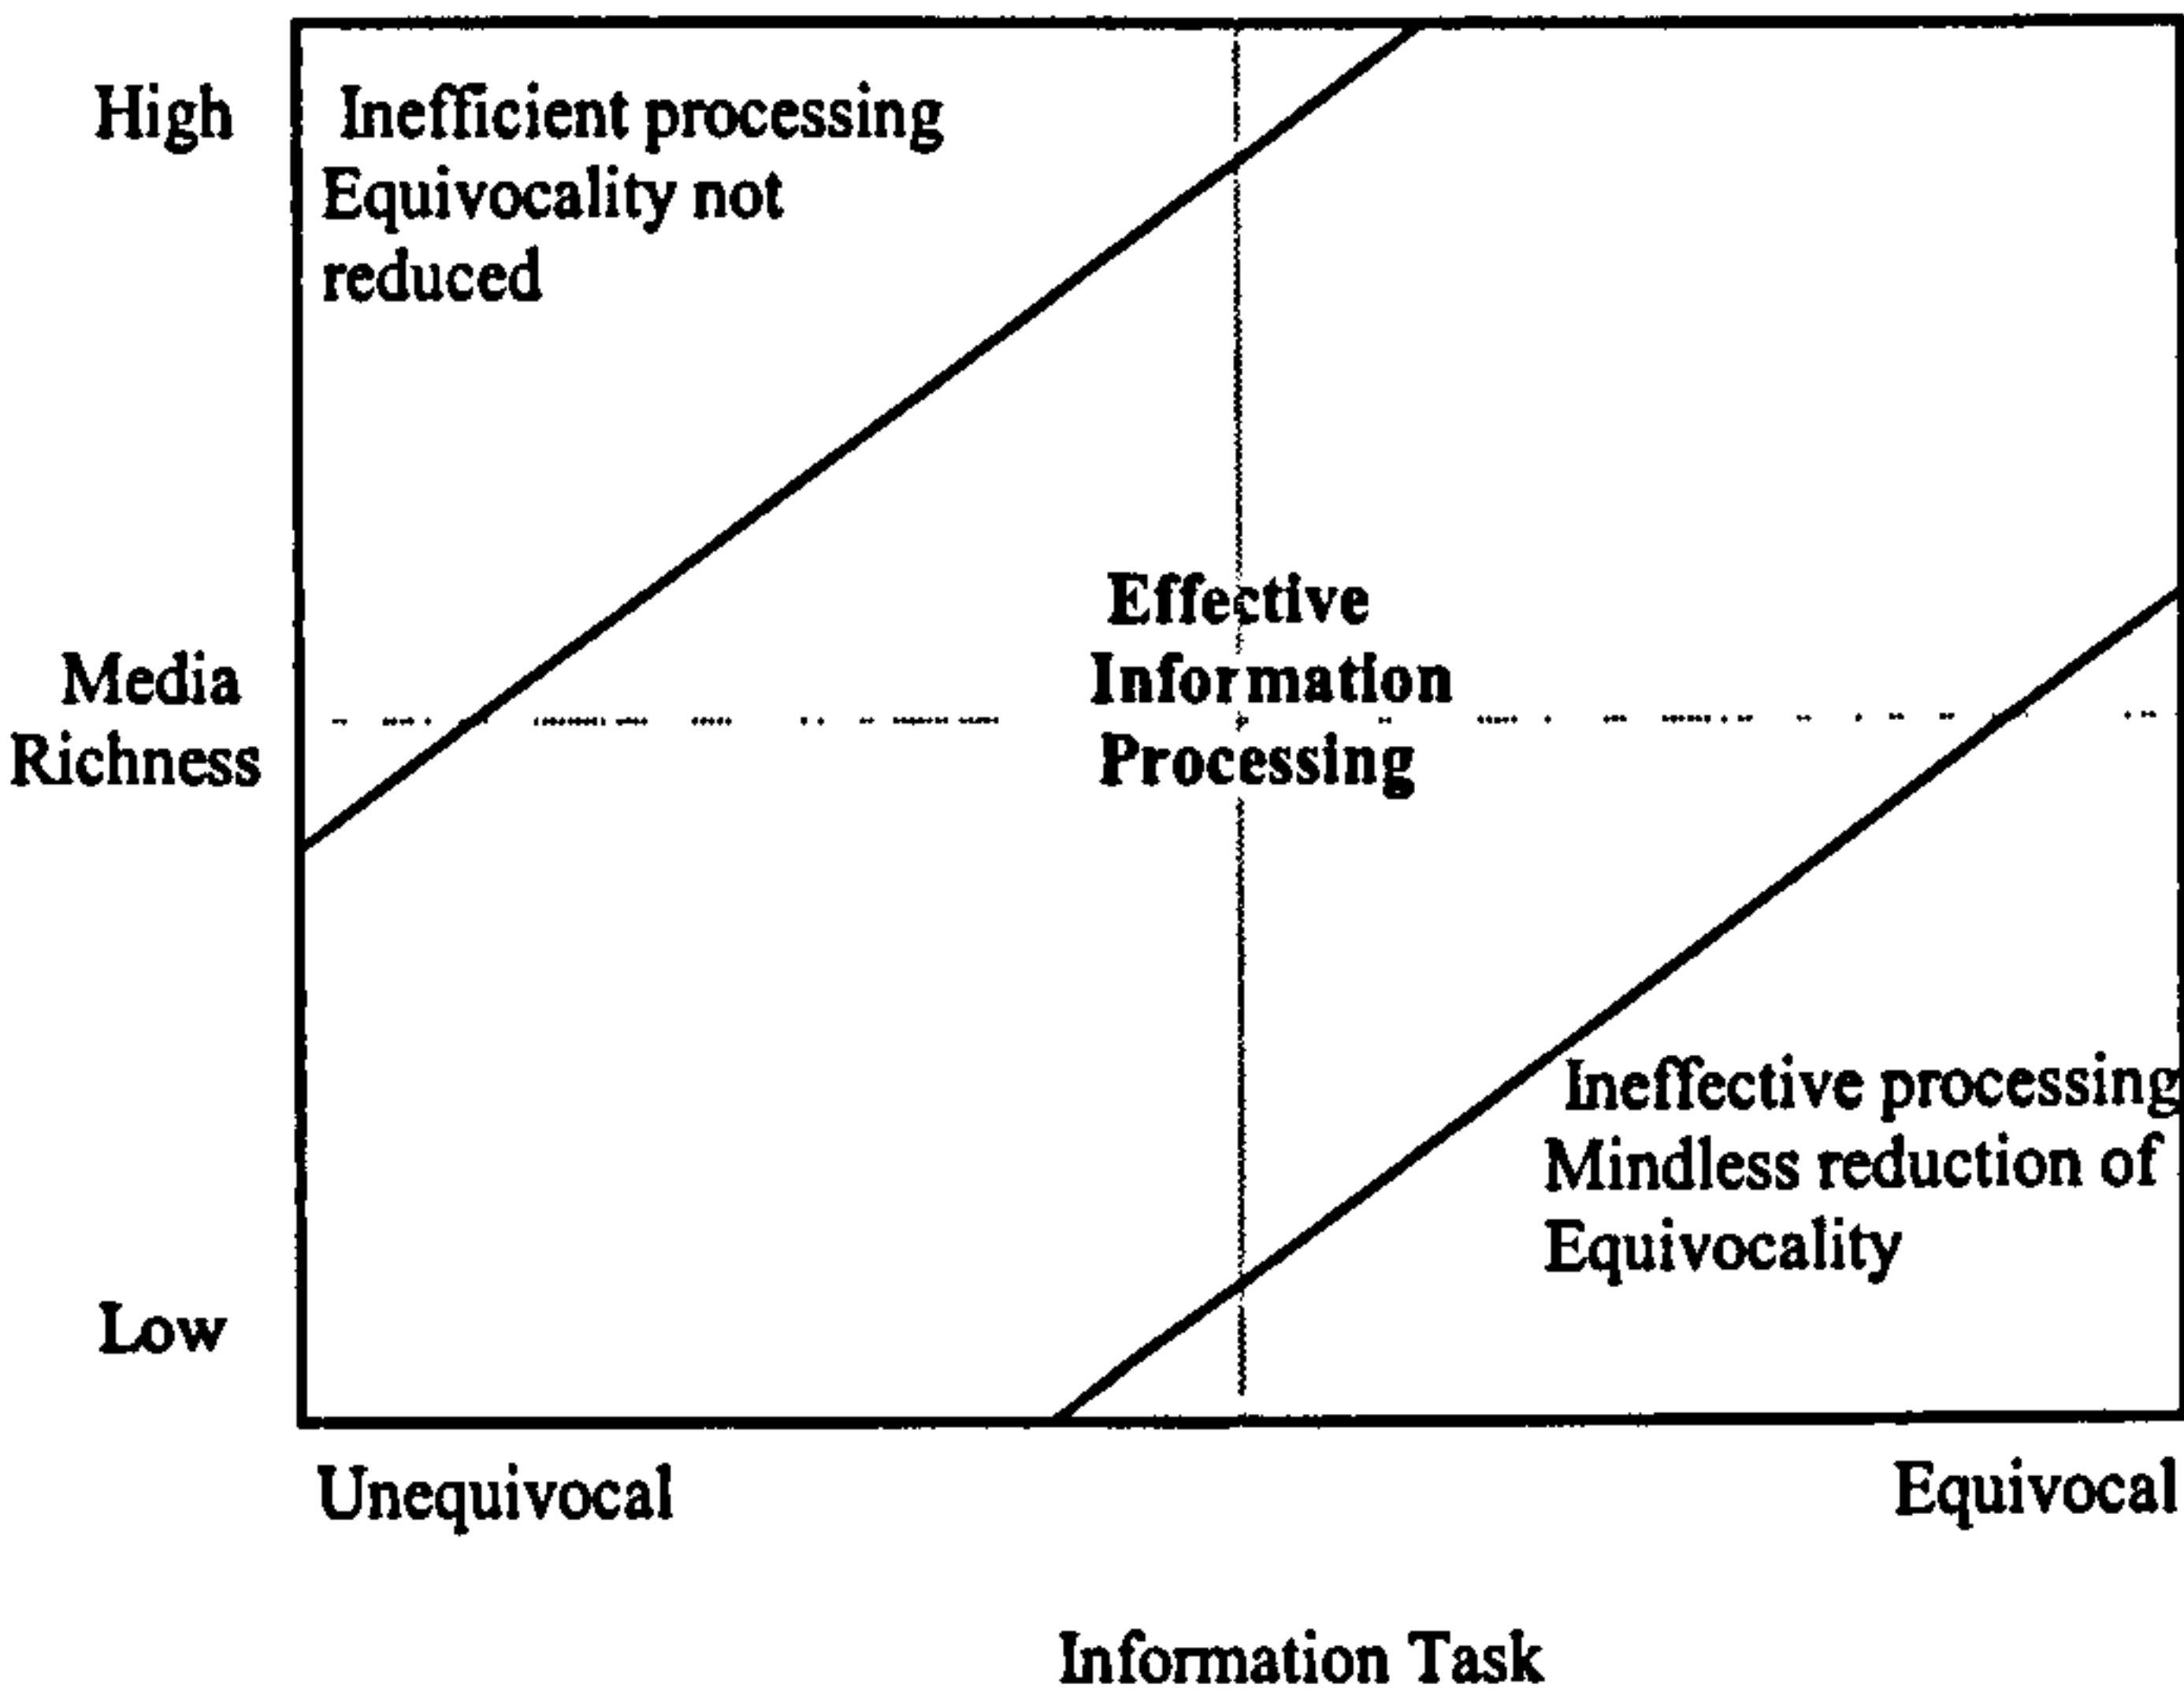 High
Inefficient processing
Equivocality not
reduced
Media
Richness
Effective
Information
Processing
Ineffective processing
Mindless reduction of
Equivocality
Low
Unequivocal
Equivocal
Information Task